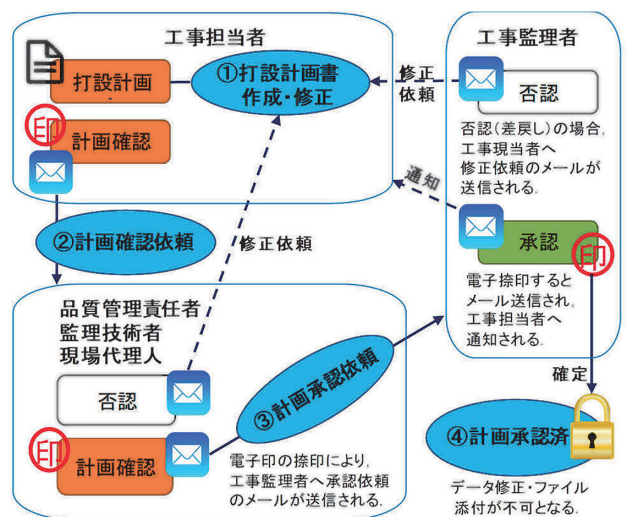 工事担当者
打設計画
①打設計画書
作成・修正
印
計画確認
②計画確認依頼
修正依頼
修正
依頼
通知
工事監理者
否認
否認(差戻し)の場合,
工事現当者へ
修正依頼のメールが
送信される.
承認
印
電子捺印すると
メール送信され,
工事担当者へ
通知される.
確定
品質管理責任者
監理技術者
現場代理人
否認
印
計画確認
③計画承認依頼
電子印の捺印により,
工事監理者へ承認依頼
のメールが送信される.
④計画承認済
データ修正・ファイル
添付が不可となる.